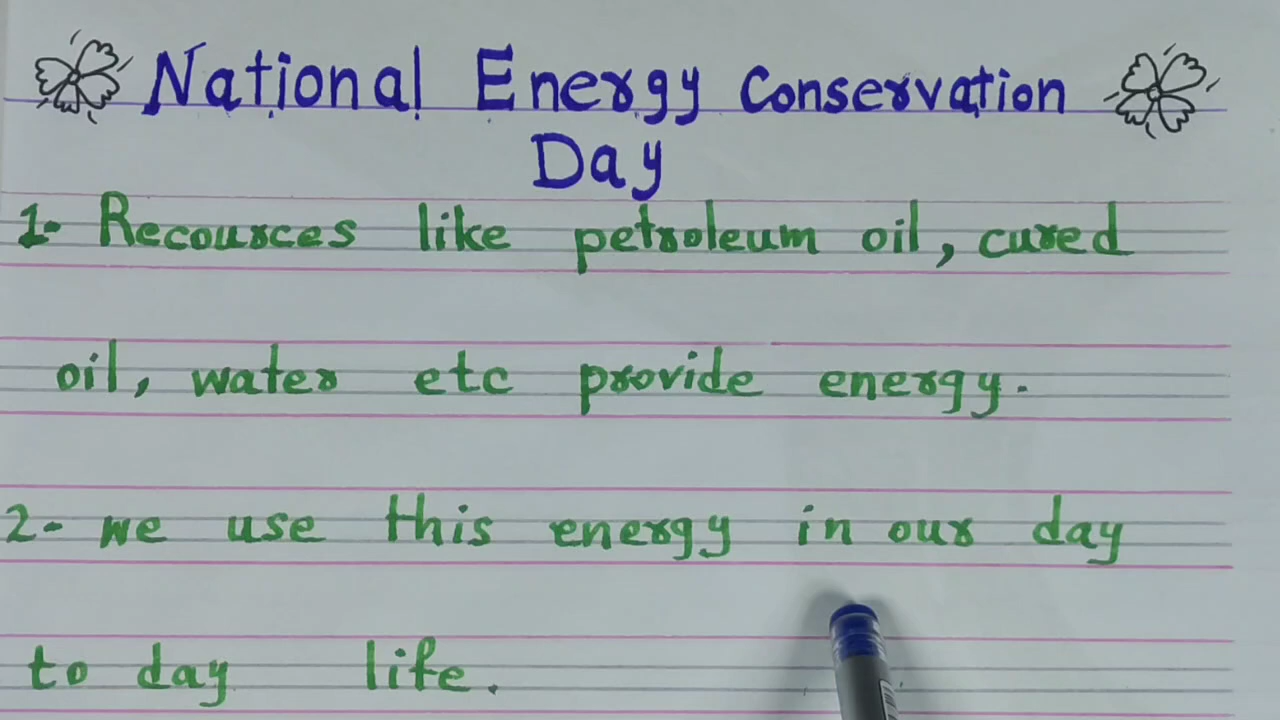 National Energy Conservation
Day
1- Recources like petroleum oil, cured
oil, water etc provide energy.
2- we use this energy in our day
to day life.